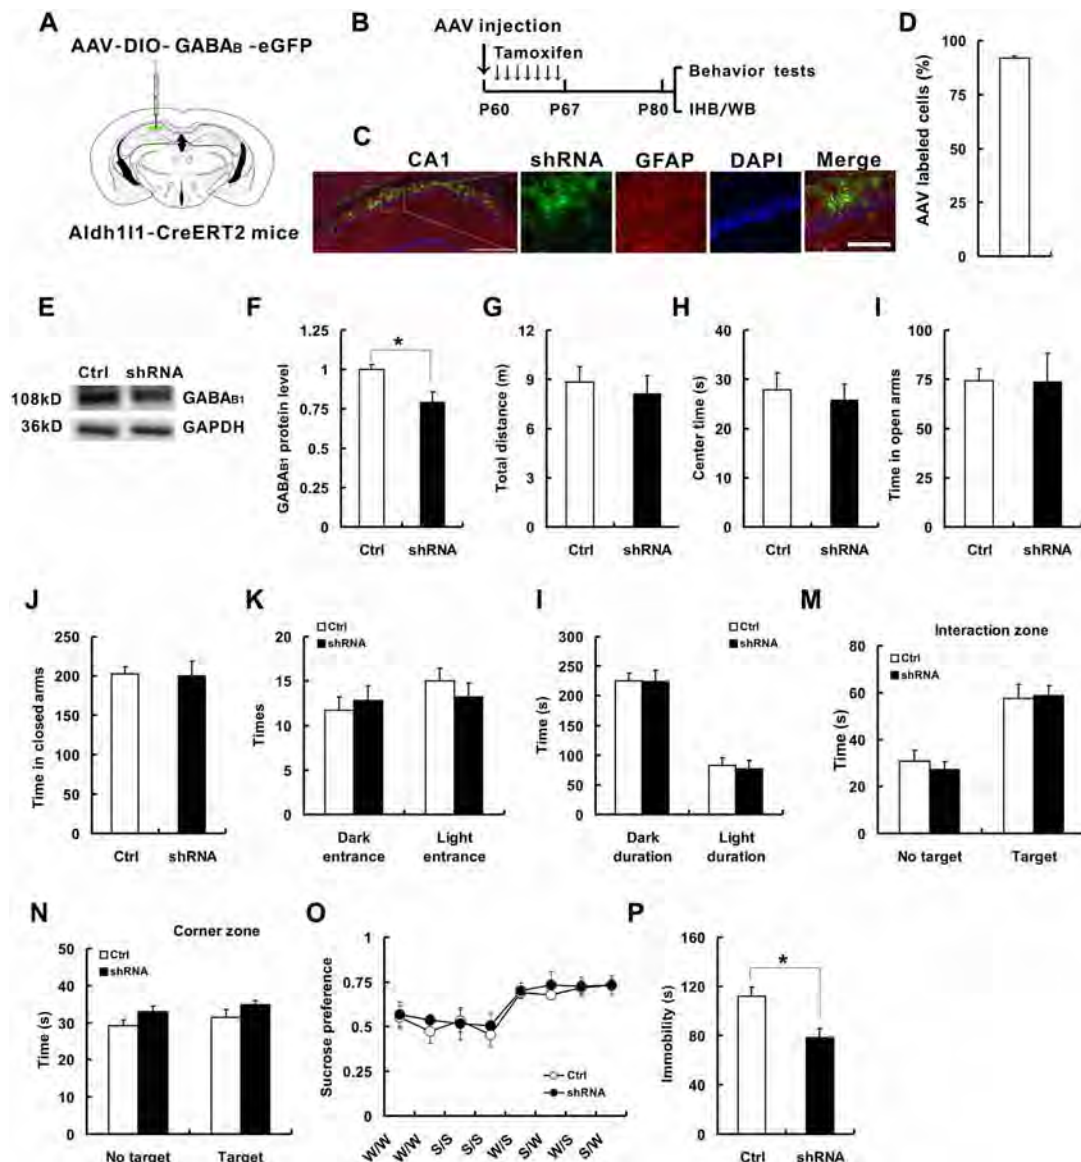 A
AAV-DIO-GABAB-eGFP
Aldh1l1-CreERT2 mice
B
AAV injection
Tamoxifen
P60 P67 P80
Behavior tests
IHB/WB
C
CA1 shRNA GFAP DAPI Merge
D
AAV labeled cells (%)
100
75
50
25
0
E
Ctrl shRNA
108kD GABAB1
36kD GAPDH
F
GABAB1 protein level
1.25
1
0.75
0.5
0.25
0
*
Ctrl shRNA
G
Total distance (m)
15
12
9
6
3
0
Ctrl shRNA
H
Center time (s)
40
30
20
10
0
Ctrl shRNA
I
Time in open arms
100
75
50
25
0
Ctrl shRNA
J
Time in closed arms
250
200
150
100
50
0
Ctrl shRNA
K
Ctrl
shRNA
Times
20
15
10
5
0
Dark Light
entrance entrance
I
Ctrl
shRNA
Time (s)
300
250
200
150
100
50
0
Dark Light
duration duration
M
Interaction zone
Ctrl
shRNA
Time (s)
80
60
40
20
0
No target Target
N
Corner zone
Ctrl
shRNA
Time (s)
50
40
30
20
10
0
No target Target
O
Sucrose preference
1
0.75
0.5
0.25
0
Ctrl
shRNA
W/W W/W S/S S/S W/S S/W W/S S/W
P
Immobility (s)
160
120
80
40
0
*
Ctrl shRNA